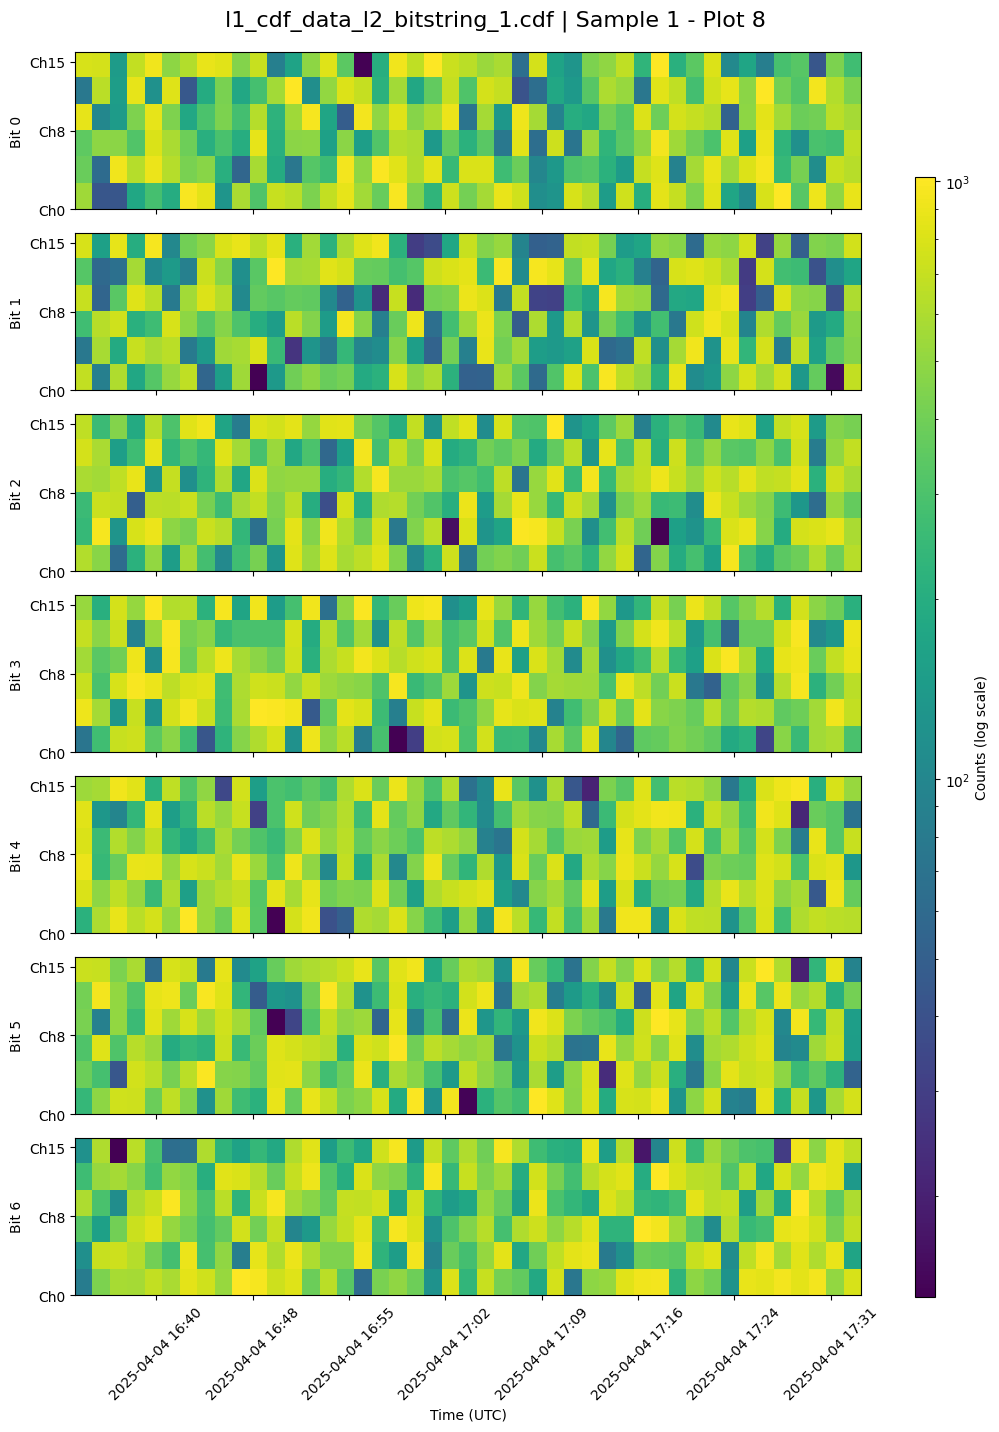 l1_cdf_data_l2_bitstring_1.cdf | Sample 1 - Plot 8
Ch15
Ch8
Ch0
Bit 0
Ch15
Ch8
Ch0
Bit 1
Ch15
Ch8
Ch0
Bit 2
Ch15
Ch8
Ch0
Bit 3
Ch15
Ch8
Ch0
Bit 4
Ch15
Ch8
Ch0
Bit 5
Ch15
Ch8
Ch0
Bit 6
2025-04-04 16:40
2025-04-04 16:48
2025-04-04 16:55
2025-04-04 17:02
2025-04-04 17:09
2025-04-04 17:16
2025-04-04 17:24
2025-04-04 17:31
Time (UTC)
10³
10²
Counts (log scale)